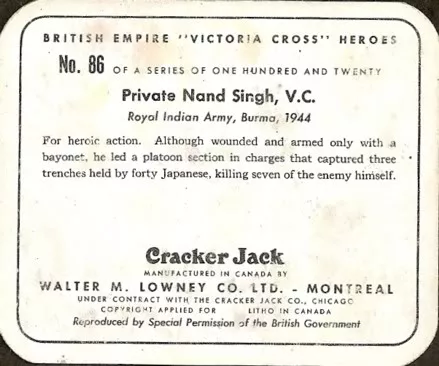 BRITISH EMPIRE "VICTORIA CROSS" HEROES
No. 86 OF A SERIES OF ONE HUNDRED AND TWENTY
Private Nand Singh, V.C.
Royal Indian Army, Burma, 1944
For heroic action. Although wounded and armed only with a
bayonet, he led a platoon section in charges that captured three
trenches held by forty Japanese, killing seven of the enemy himself.
Cracker Jack
MANUFACTURED IN CANADA BY
WALTER M. LOWNEY CO. LTD. - MONTREAL
UNDER CONTRACT WITH THE CRACKER JACK CO., CHICAGO
COPYRIGHT APPLIED FOR LITHO IN CANADA
Reproduced by Special Permission of the British Government